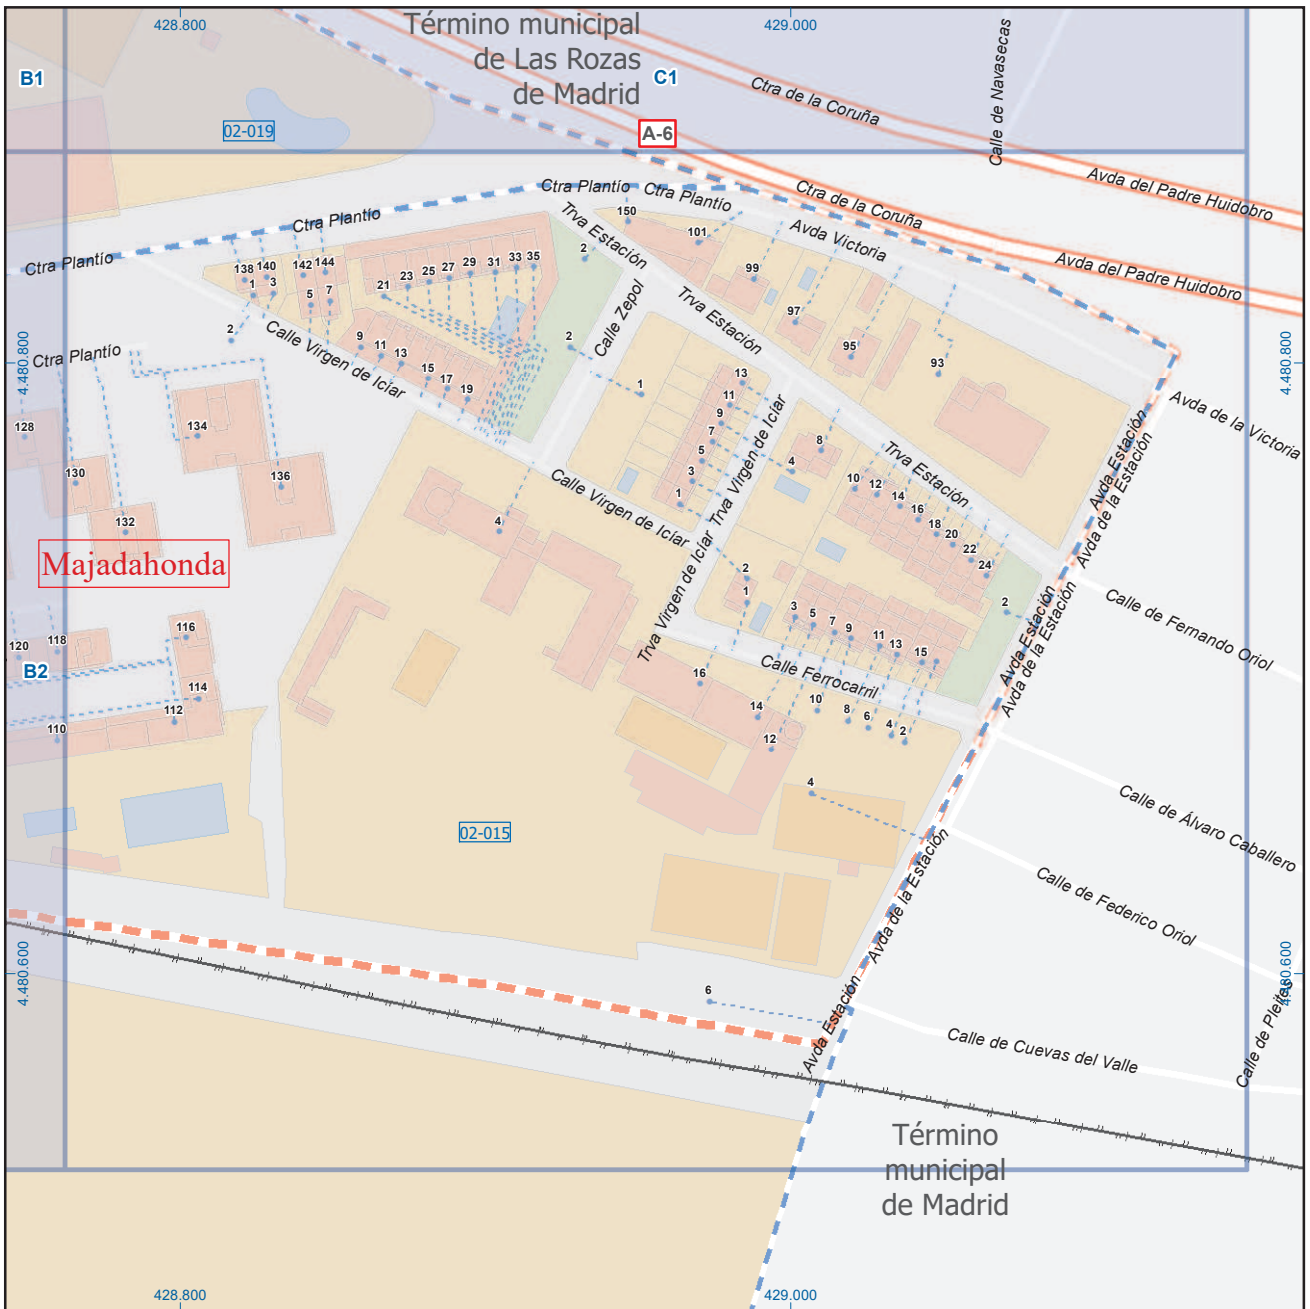 428.800
429.000
Término municipal
de Las Rozas
de Madrid
B1
C1
02-019
A-6
Ctra de la Coruña
Calle de Navasecas
Avda del Padre Huidobro
Ctra Plantío
Ctra Plantío
Ctra Plantío
Ctra Plantío
Ctra de la Coruña
Avda Victoria
Avda del Padre Huidobro
Trva Estación
150
101
2
99
97
95
93
138
140
142
144
1
3
5
7
21
23
25
27
29
31
33
35
2
Calle Virgen de Iciar
9
11
13
15
17
19
Calle Zepol
2
Trva Estación
Ctra Plantío
4.480.800
4.480.800
1
13
11
9
7
5
3
1
Trva Virgen de Iciar
Avda de la Victoria
128
130
132
134
136
8
4
Trva Estación
10
12
14
16
18
20
22
24
Avda Estación
Avda de la Estación
Calle Virgen de Iciar
4
Majadahonda
2
1
Trva Virgen de Iciar
3
5
7
9
11
13
15
2
Calle de Fernando Oriol
Avda Estación
Avda de la Estación
120
118
116
114
112
110
B2
Calle Ferrocarril
16
14
12
10
8
6
4
2
4
Calle de Álvaro Caballero
02-015
Calle de Federico Oriol
Avda de la Estación
4.480.600
4.480.600
6
Avda Estación
Calle de Cuevas del Valle
Calle de Pleites
Término
municipal
de Madrid
428.800
429.000